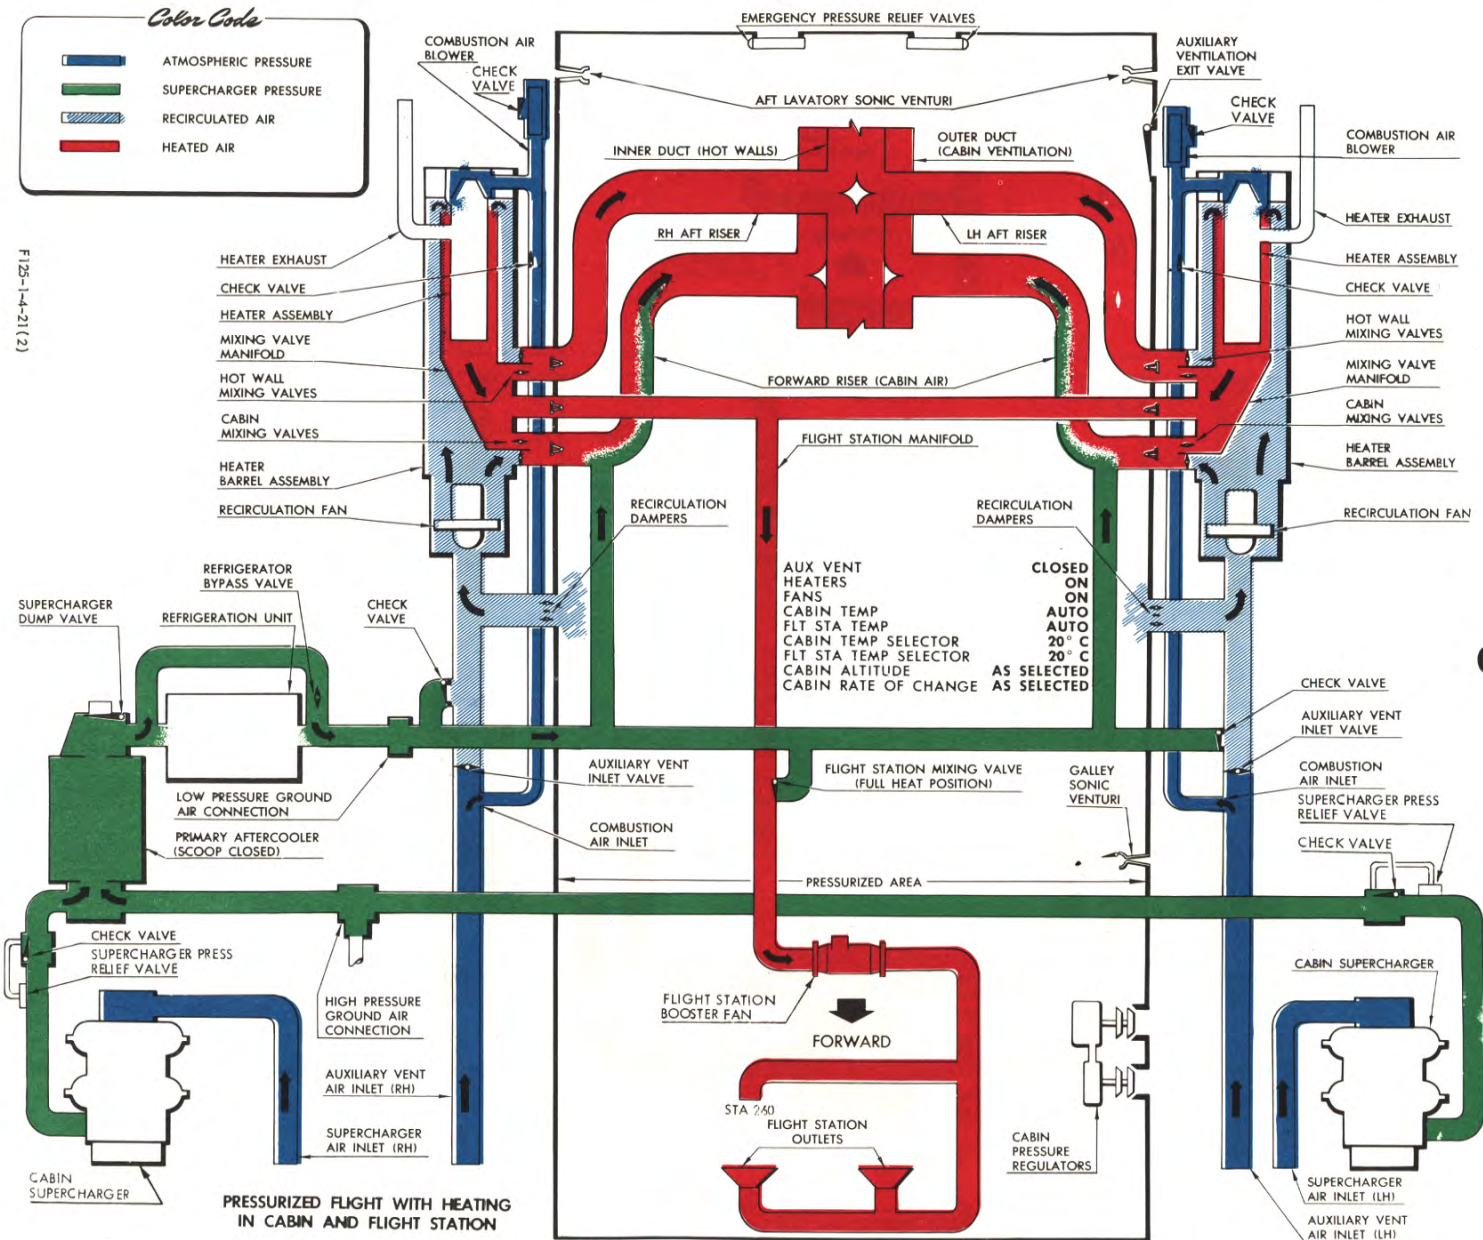 Color Code
ATMOSPHERIC PRESSURE
SUPERCHARGER PRESSURE
RECIRCULATED AIR
HEATED AIR
F125-1-4-21(2)
EMERGENCY PRESSURE RELIEF VALVES
COMBUSTION AIR
BLOWER
CHECK
VALVE
AFT LAVATORY SONIC VENTURI
AUXILIARY
VENTILATION
EXIT VALVE
CHECK
VALVE
COMBUSTION AIR
BLOWER
INNER DUCT (HOT WALLS)
OUTER DUCT
(CABIN VENTILATION)
RH AFT RISER
LH AFT RISER
HEATER EXHAUST
CHECK VALVE
HEATER ASSEMBLY
MIXING VALVE
MANIFOLD
HOT WALL
MIXING VALVES
CABIN
MIXING VALVES
HEATER
BARREL ASSEMBLY
RECIRCULATION FAN
HEATER EXHAUST
HEATER ASSEMBLY
CHECK VALVE
HOT WALL
MIXING VALVES
MIXING VALVE
MANIFOLD
CABIN
MIXING VALVES
HEATER
BARREL ASSEMBLY
RECIRCULATION FAN
FORWARD RISER (CABIN AIR)
FLIGHT STATION MANIFOLD
RECIRCULATION
DAMPERS
RECIRCULATION
DAMPERS
AUX VENT CLOSED
HEATERS ON
FANS ON
CABIN TEMP AUTO
FLT STA TEMP AUTO
CABIN TEMP SELECTOR 20° C
FLT STA TEMP SELECTOR 20° C
CABIN ALTITUDE AS SELECTED
CABIN RATE OF CHANGE AS SELECTED
REFRIGERATOR
BYPASS VALVE
SUPERCHARGER
DUMP VALVE
REFRIGERATION UNIT
CHECK
VALVE
LOW PRESSURE GROUND
AIR CONNECTION
PRIMARY AFTERCOOLER
(SCOOP CLOSED)
AUXILIARY VENT
INLET VALVE
COMBUSTION
AIR INLET
FLIGHT STATION MIXING VALVE
(FULL HEAT POSITION)
GALLEY
SONIC
VENTURI
CHECK VALVE
AUXILIARY VENT
INLET VALVE
COMBUSTION
AIR INLET
SUPERCHARGER PRESS
RELIEF VALVE
CHECK VALVE
PRESSURIZED AREA
CHECK VALVE
SUPERCHARGER PRESS
RELIEF VALVE
HIGH PRESSURE
GROUND AIR
CONNECTION
AUXILIARY VENT
AIR INLET (RH)
SUPERCHARGER
AIR INLET (RH)
CABIN
SUPERCHARGER
FLIGHT STATION
BOOSTER FAN
FORWARD
STA 260
FLIGHT STATION
OUTLETS
CABIN
PRESSURE
REGULATORS
CABIN SUPERCHARGER
SUPERCHARGER
AIR INLET (LH)
AUXILIARY VENT
AIR INLET (LH)
PRESSURIZED FLIGHT WITH HEATING
IN CABIN AND FLIGHT STATION